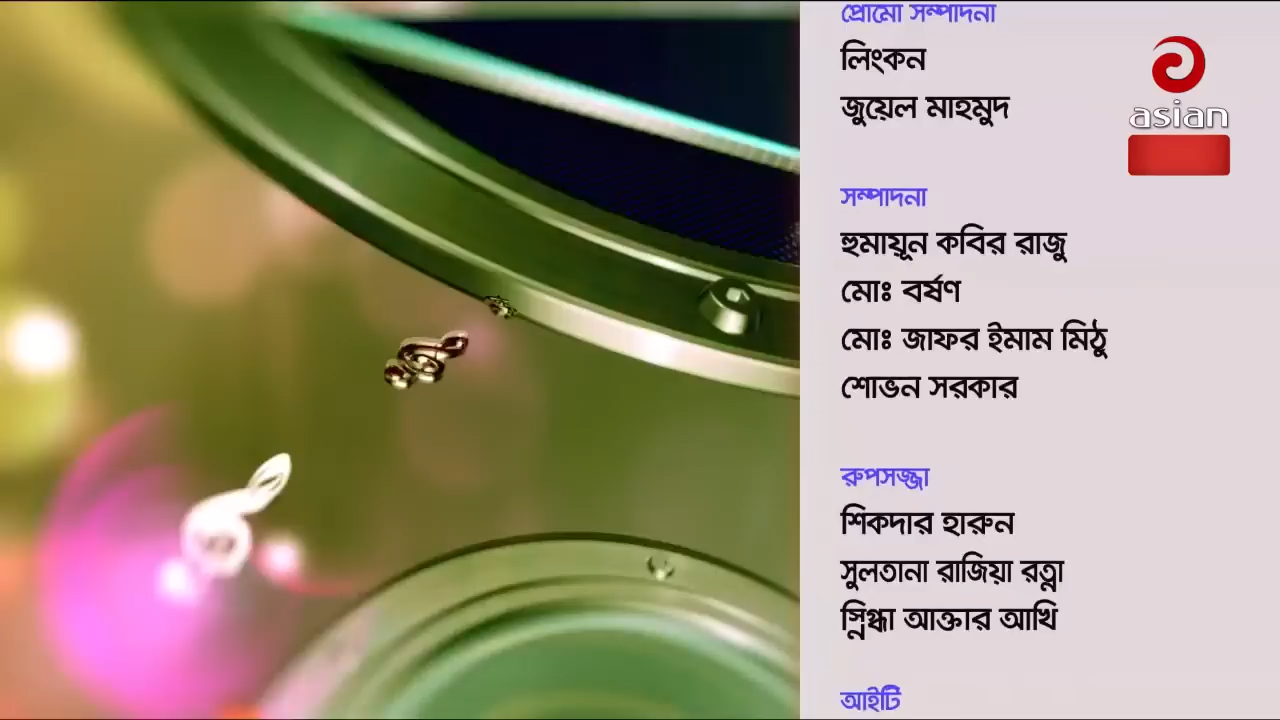 প্রোমো সম্পাদনা
লিংকন
জুয়েল মাহমুদ
asian
সম্পাদনা
হুমায়ূন কবির রাজু
মোঃ বর্ষণ
মোঃ জাফর ইমাম মিঠু
শোভন সরকার
রুপসজ্জা
শিকদার হারুন
সুলতানা রাজিয়া রত্না
স্নিগ্ধা আক্তার আখি
আইটি